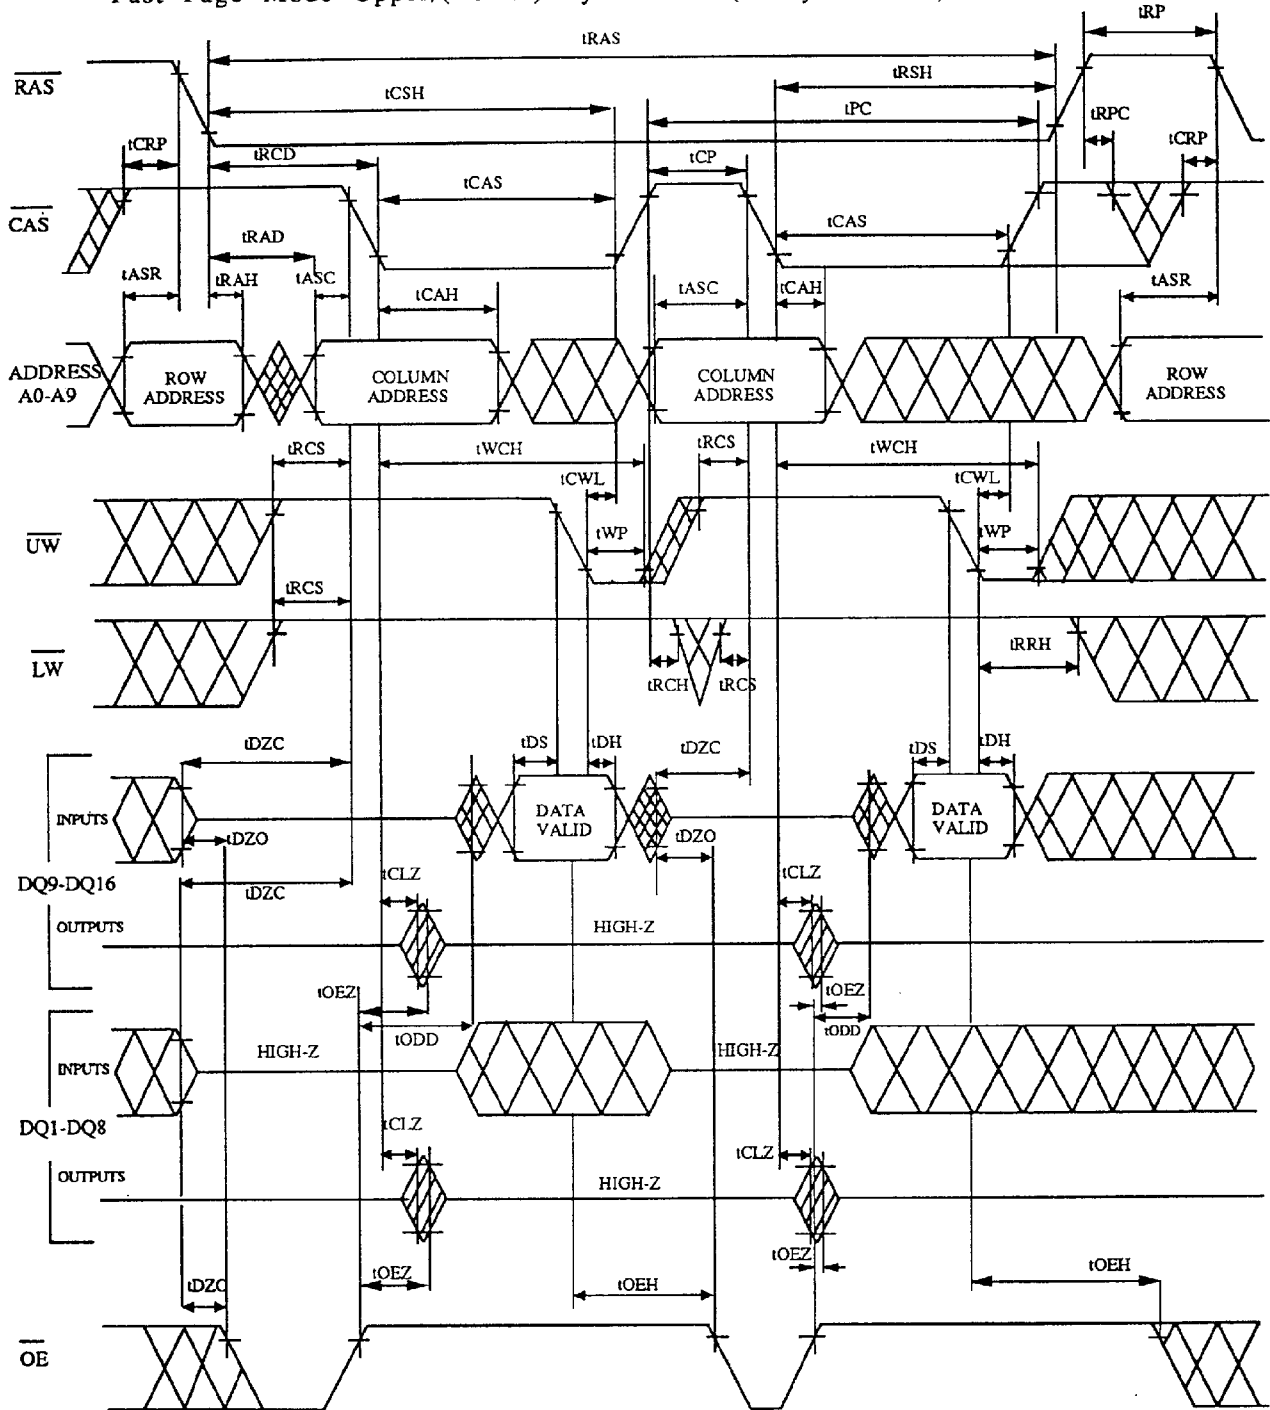 Fast Page Mode Upper/(
tRP
tRAS
RAS
tRSH
tCSH
tPC
tRPC
tCRP
tRCD
tCP
tCRP
tCAS
CAS
tCAS
tRAD
tASR
tRAH
tASC
tCAH
tASC
tCAH
tASR
ADDRESS
A0-A9
ROW
ADDRESS
COLUMN
ADDRESS
COLUMN
ADDRESS
ROW
ADDRESS
tRCS
tWCH
tRCS
tWCH
tCWL
tCWL
tWP
tWP
UW
tRCS
LW
tRCH
tRCS
tRRH
tDZC
tDS
tDH
tDZC
tDS
tDH
INPUTS
DATA
VALID
DATA
VALID
tDZO
tDZO
DQ9-DQ16
tDZC
tCLZ
tCLZ
OUTPUTS
HIGH-Z
tOEZ
tOEZ
tODD
tODD
INPUTS
HIGH-Z
HIGH-Z
DQ1-DQ8
tCLZ
tCLZ
OUTPUTS
HIGH-Z
tOEZ
tOEZ
tDZO
tOEH
tOEH
OE